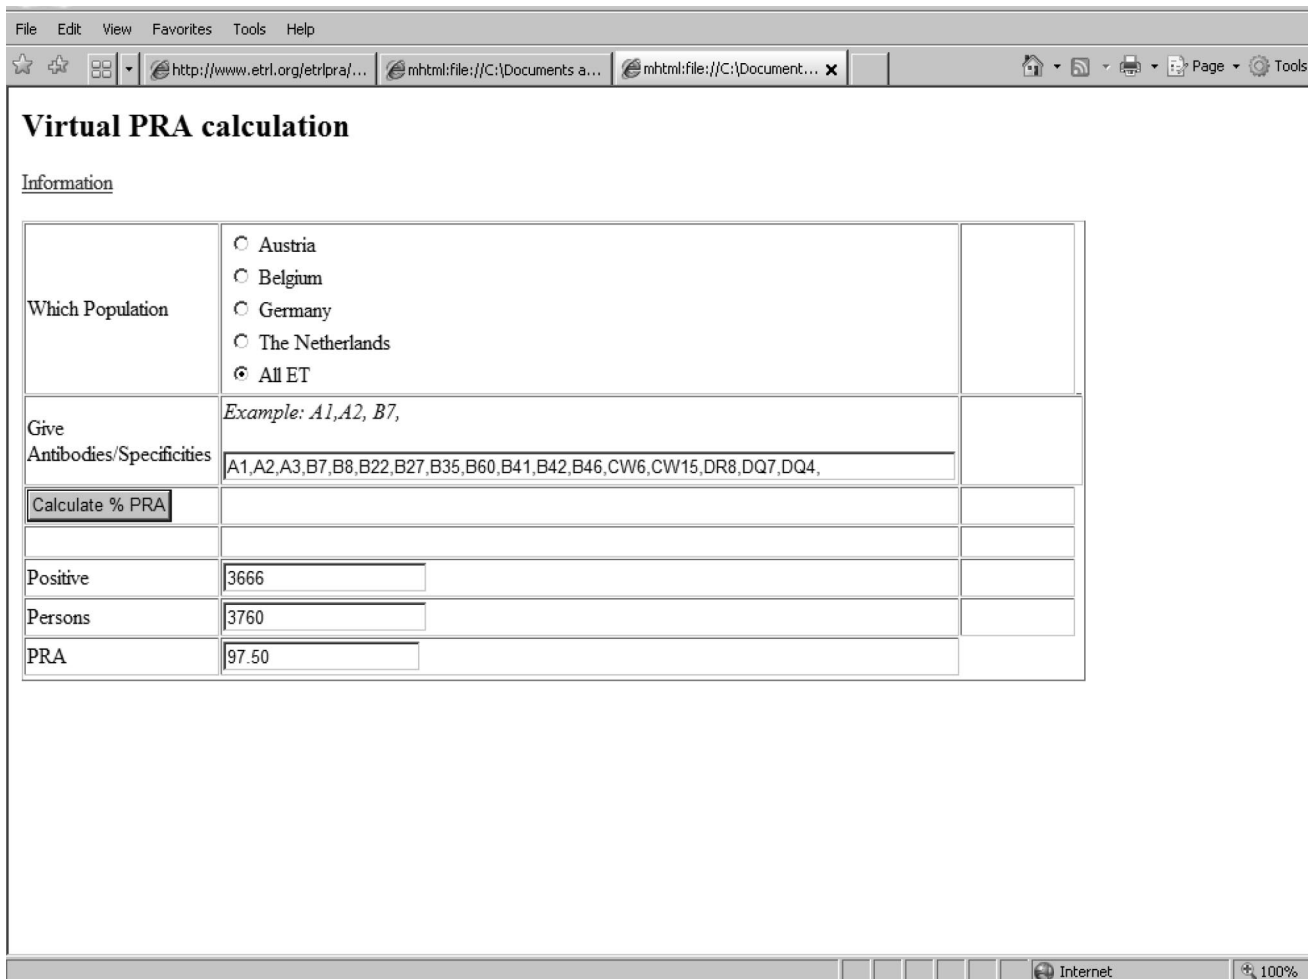 File Edit View Favorites Tools Help
http://www.etrl.org/etrlpra/... mhtml:file://C:\Documents a... mhtml:file://C:\Document... Page Tools
Virtual PRA calculation
Information
Which Population
Austria
Belgium
Germany
The Netherlands
All ET
Give
Antibodies/Specificities
Example: A1,A2, B7,
A1,A2,A3,B7,B8,B22,B27,B35,B60,B41,B42,B46,CW6,CW15,DR8,DQ7,DQ4,
Calculate % PRA
Positive 3666
Persons 3760
PRA 97.50
Internet 100%